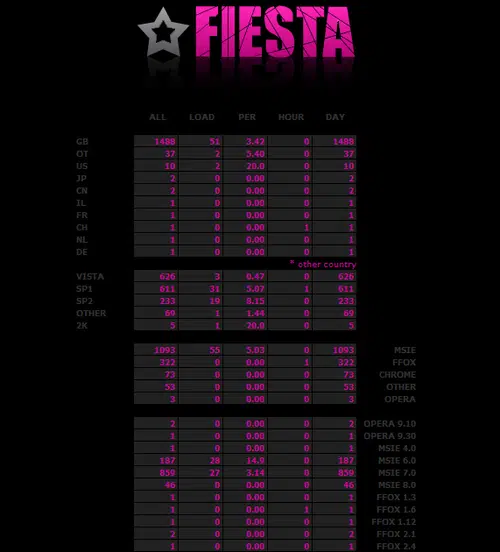 FIESTA
ALL LOAD PER HOUR DAY
GB 1488 51 3.42 0 1488
OT 37 2 5.40 0 37
US 10 2 20.0 0 10
JP 2 0 0.00 0 2
CN 2 0 0.00 0 2
IL 1 0 0.00 0 1
FR 1 0 0.00 0 1
CH 1 0 0.00 1 1
NL 1 0 0.00 0 1
DE 1 0 0.00 0 1
* other country
VISTA 626 3 0.47 0 626
SP1 611 31 5.07 1 611
SP2 233 19 8.15 0 233
OTHER 69 1 1.44 0 69
2K 5 1 20.0 0 5
1093 55 5.03 0 1093 MSIE
322 0 0.00 1 322 FFOX
73 0 0.00 0 73 CHROME
53 0 0.00 0 53 OTHER
3 0 0.00 0 3 OPERA
2 0 0.00 0 2 OPERA 9.10
1 0 0.00 0 1 OPERA 9.30
1 0 0.00 0 1 MSIE 4.0
187 28 14.9 0 187 MSIE 6.0
859 27 3.14 0 859 MSIE 7.0
46 0 0.00 0 46 MSIE 8.0
1 0 0.00 0 1 FFOX 1.3
1 0 0.00 1 1 FFOX 1.6
1 0 0.00 0 1 FFOX 1.12
2 0 0.00 0 2 FFOX 2.1
1 0 0.00 0 1 FFOX 2.4